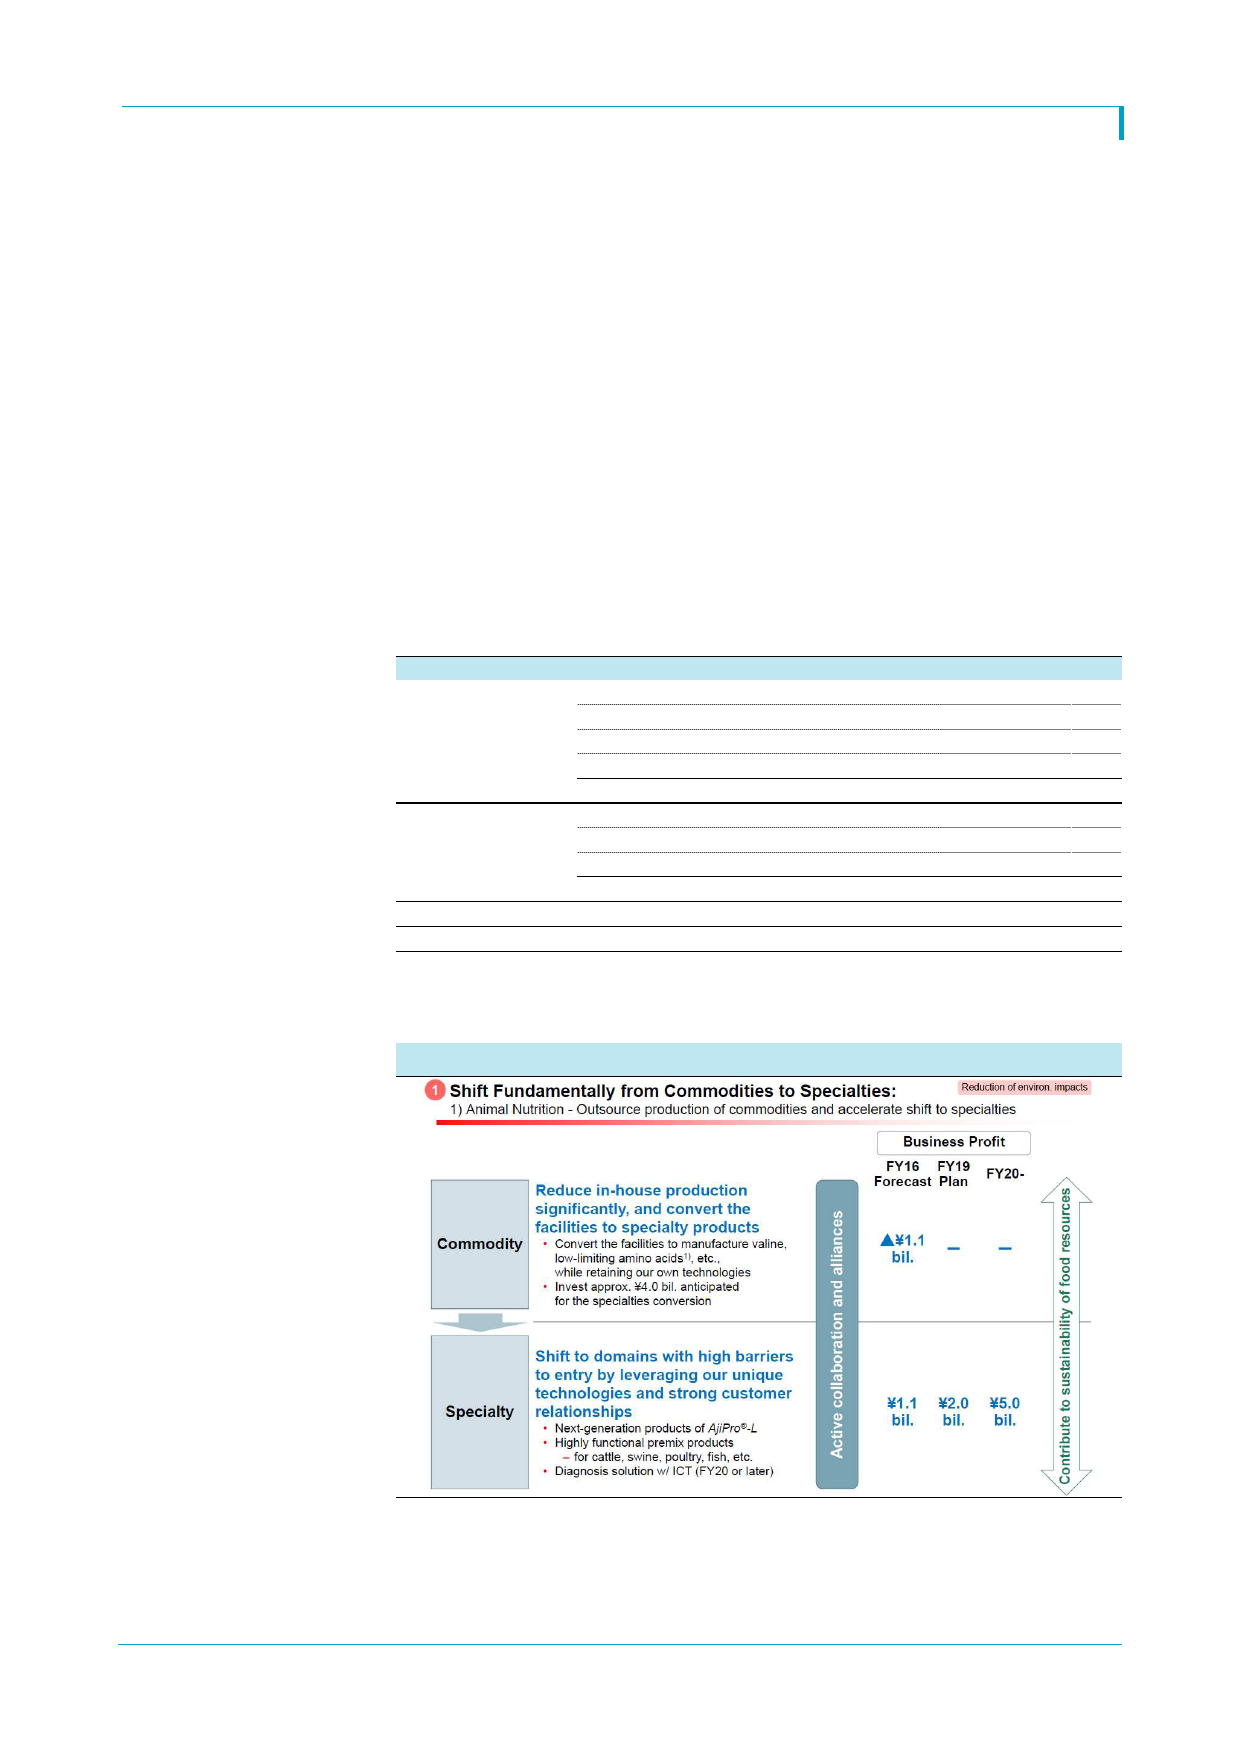 1 Shift Fundamentally from Commodities to Specialties:
Reduction of environ. impacts
1) Animal Nutrition - Outsource production of commodities and accelerate shift to specialties
Business Profit
FY16 Forecast
FY19 Plan
FY20-
Commodity
Reduce in-house production
significantly, and convert the
facilities to specialty products
• Convert the facilities to manufacture valine,
low-limiting amino acids1), etc.,
while retaining our own technologies
• Invest approx. ¥4.0 bil. anticipated
for the specialties conversion
▲¥1.1
bil.
–
–
Specialty
Shift to domains with high barriers
to entry by leveraging our unique
technologies and strong customer
relationships
• Next-generation products of AjiPro®-L
• Highly functional premix products
– for cattle, swine, poultry, fish, etc.
• Diagnosis solution w/ ICT (FY20 or later)
¥1.1
bil.
¥2.0
bil.
¥5.0
bil.
Active collaboration and alliances
Contribute to sustainability of food resources